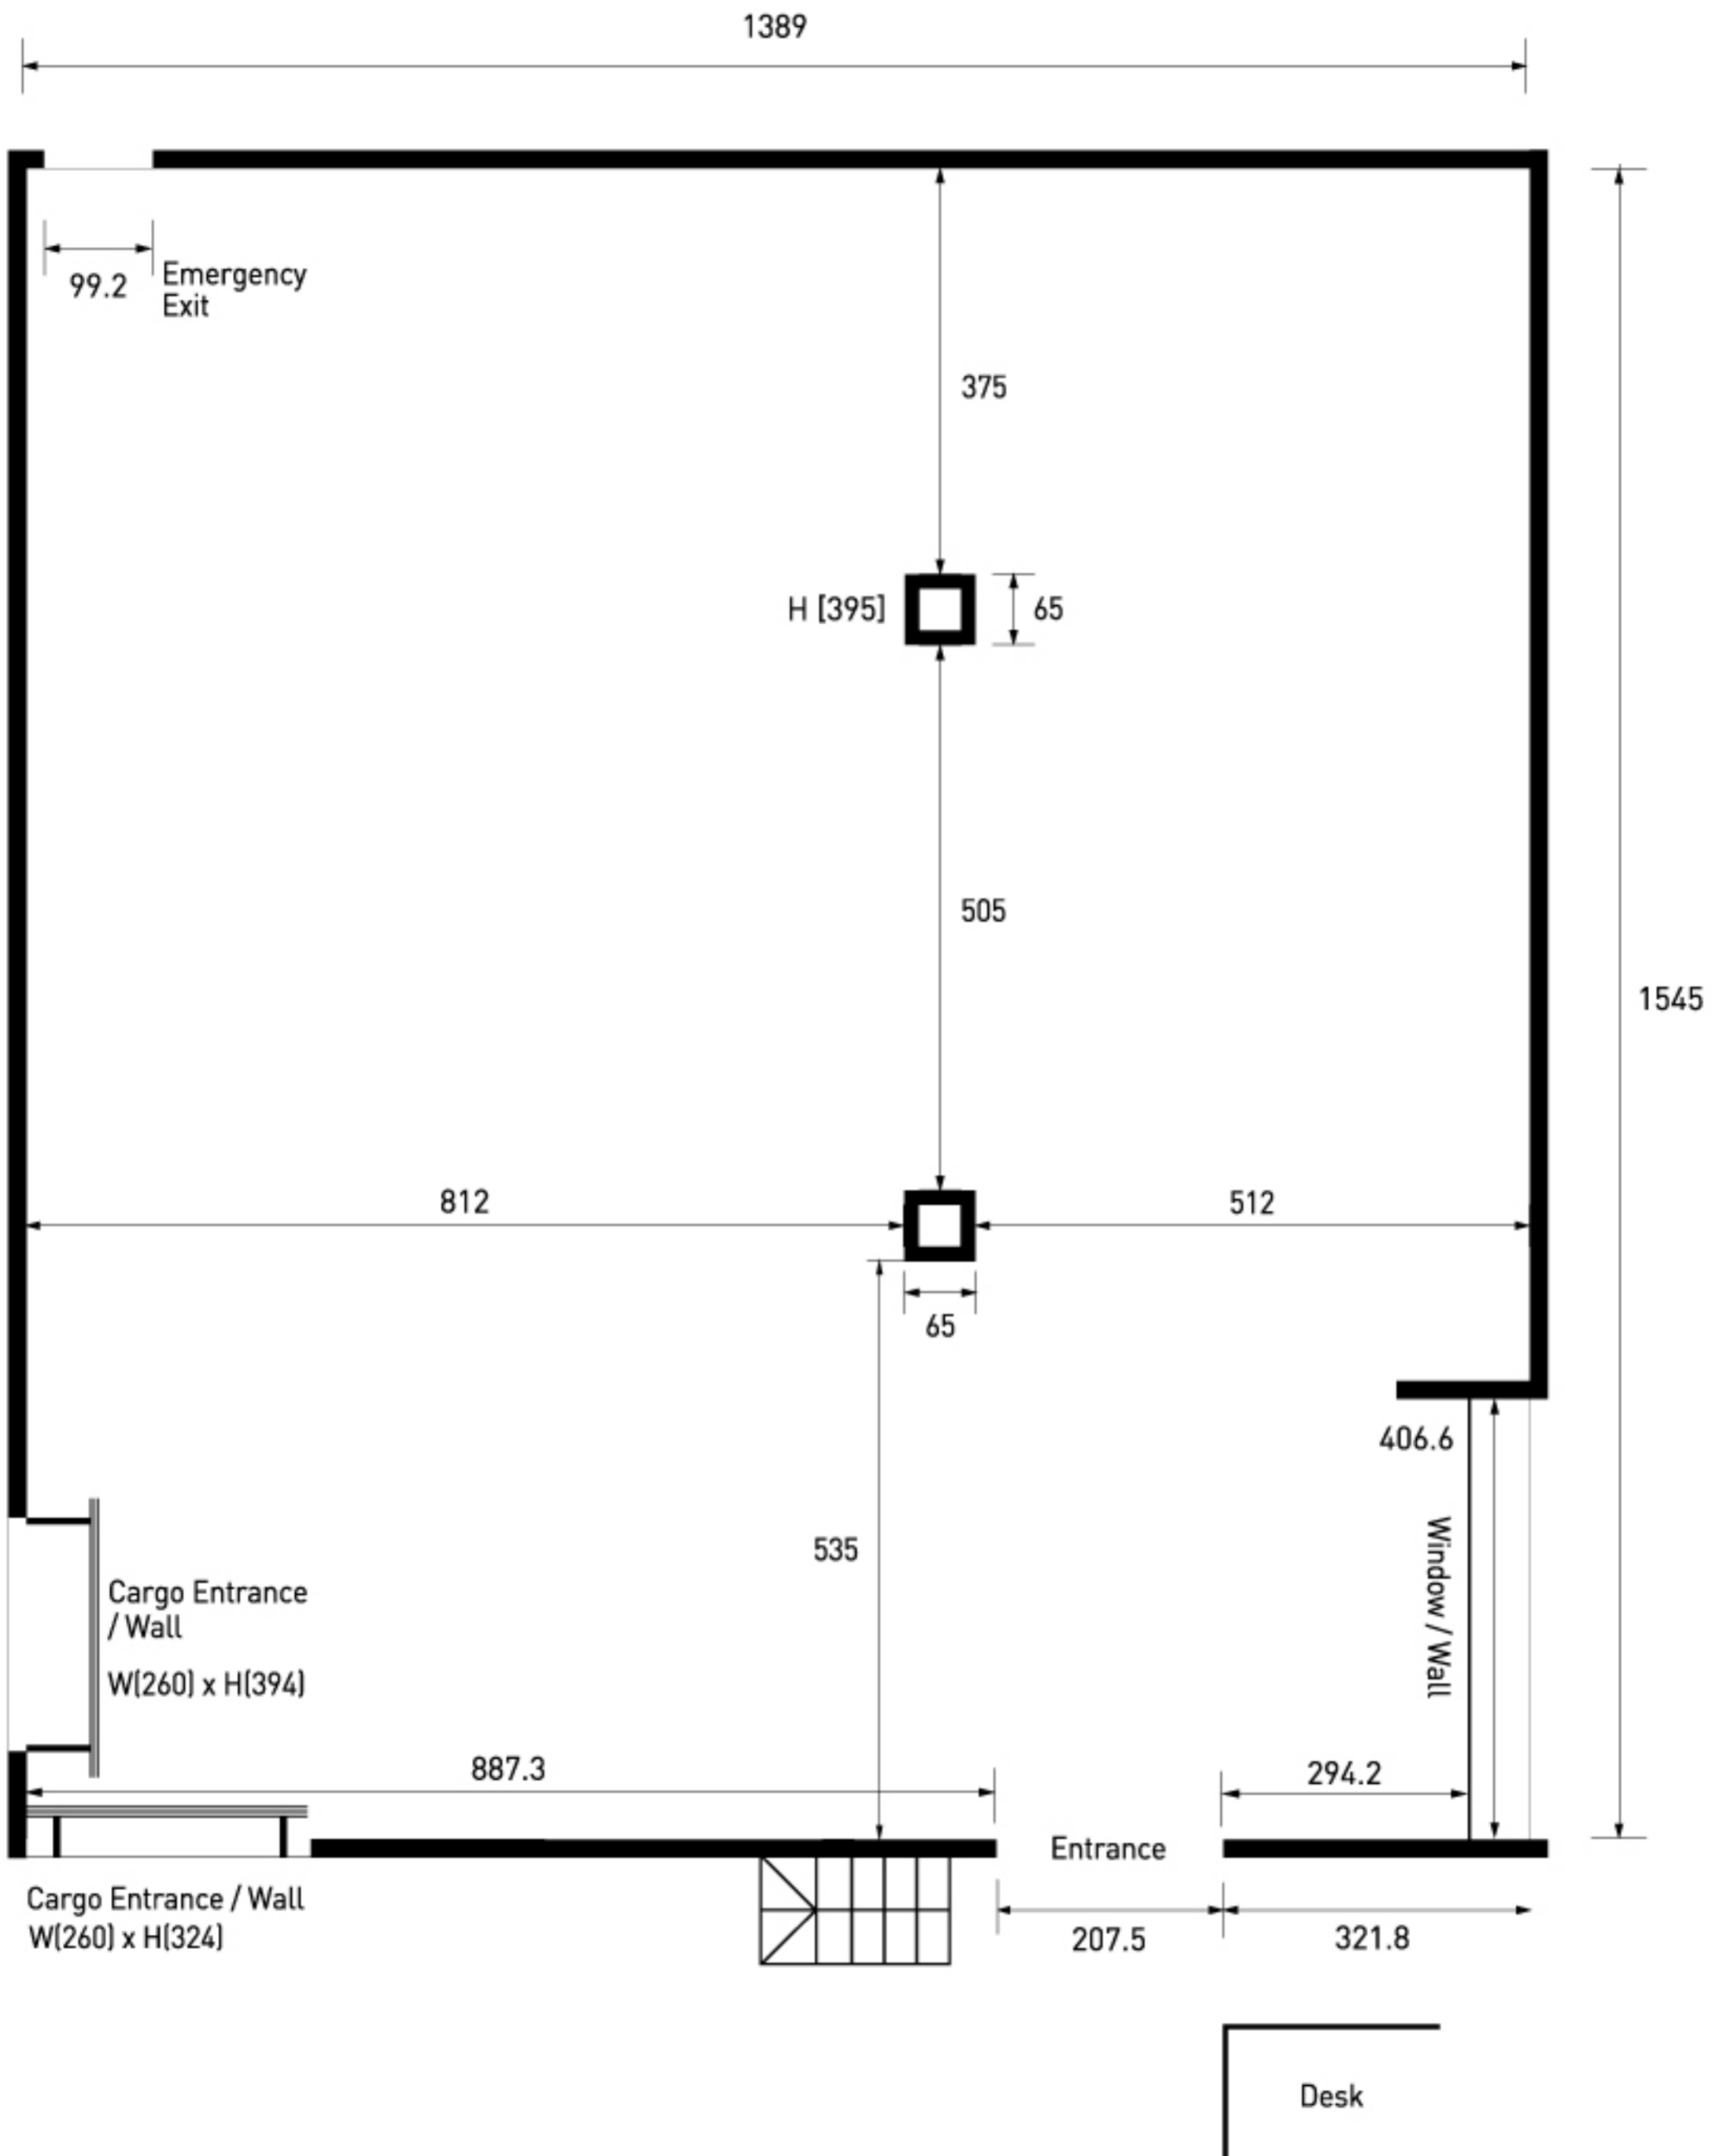 1389
99.2
Emergency
Exit
375
H [395]
65
505
1545
812
512
65
406.6
535
Window / Wall
Cargo Entrance
/ Wall
W(260) x H(394)
887.3
294.2
Entrance
Cargo Entrance / Wall
W(260) x H(324)
207.5
321.8
Desk